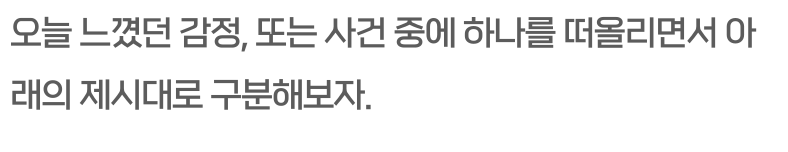 오늘 느꼈던 감정, 또는 사건 중에 하나를 떠올리면서 아
래의 제시대로 구분해보자.